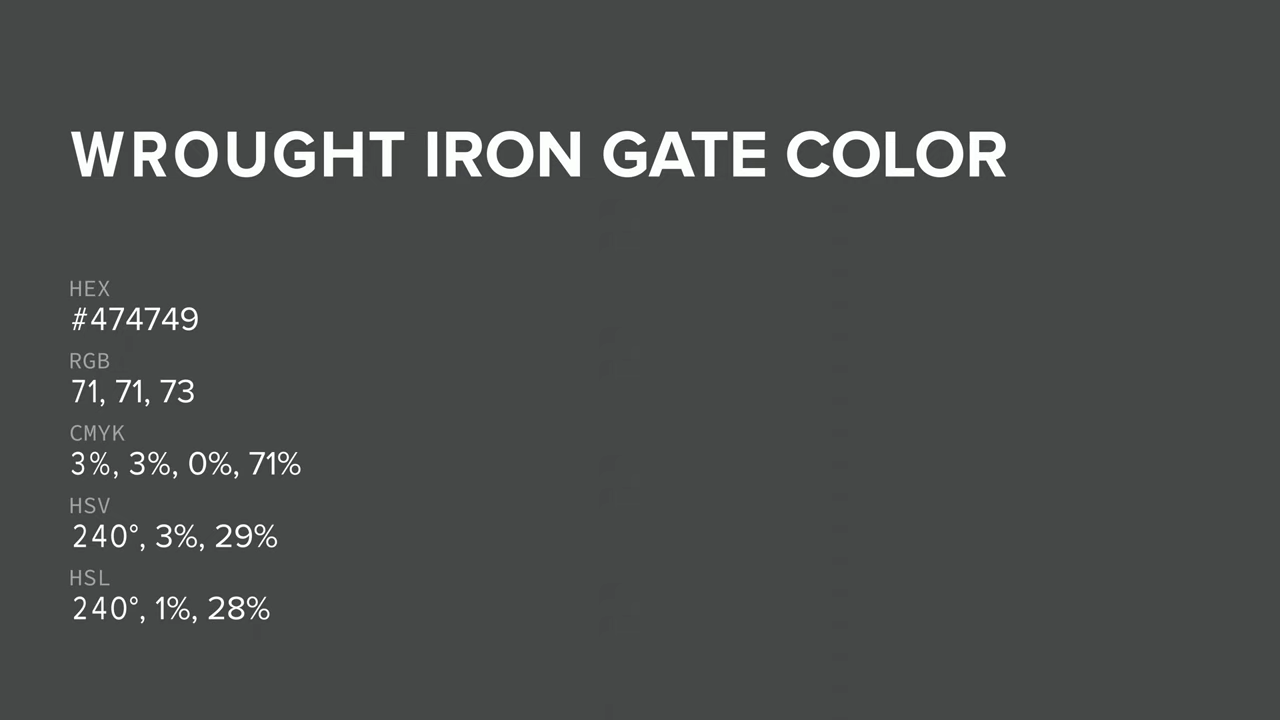 WROUGHT IRON GATE COLOR
HEX
#474749
RGB
71, 71, 73
CMYK
3%, 3%, 0%, 71%
HSV
240°, 3%, 29%
HSL
240°, 1%, 28%